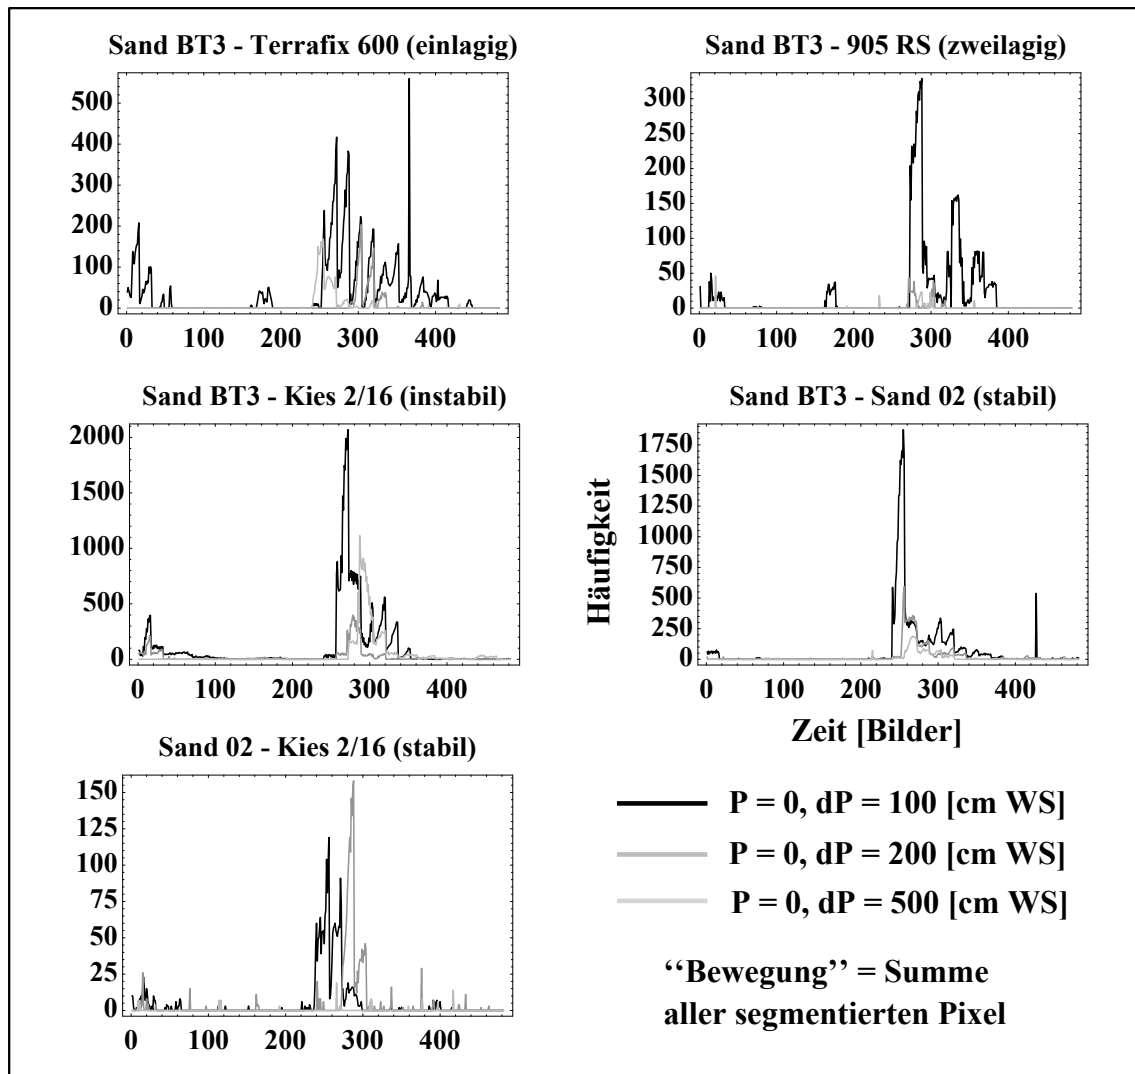 Sand BT3 - Terrafix 600 (einlagig)
500
400
300
200
100
0
0 100 200 300 400
Sand BT3 - 905 RS (zweilagig)
300
250
200
150
100
50
0
0 100 200 300 400
Sand BT3 - Kies 2/16 (instabil)
2000
1500
1000
500
0
0 100 200 300 400
Sand BT3 - Sand 02 (stabil)
Häufigkeit
1750
1500
1250
1000
750
500
250
0
0 100 200 300 400
Zeit [Bilder]
Sand 02 - Kies 2/16 (stabil)
150
125
100
75
50
25
0
0 100 200 300 400
P = 0, dP = 100 [cm WS]
P = 0, dP = 200 [cm WS]
P = 0, dP = 500 [cm WS]
‘‘Bewegung’’ = Summe
aller segmentierten Pixel